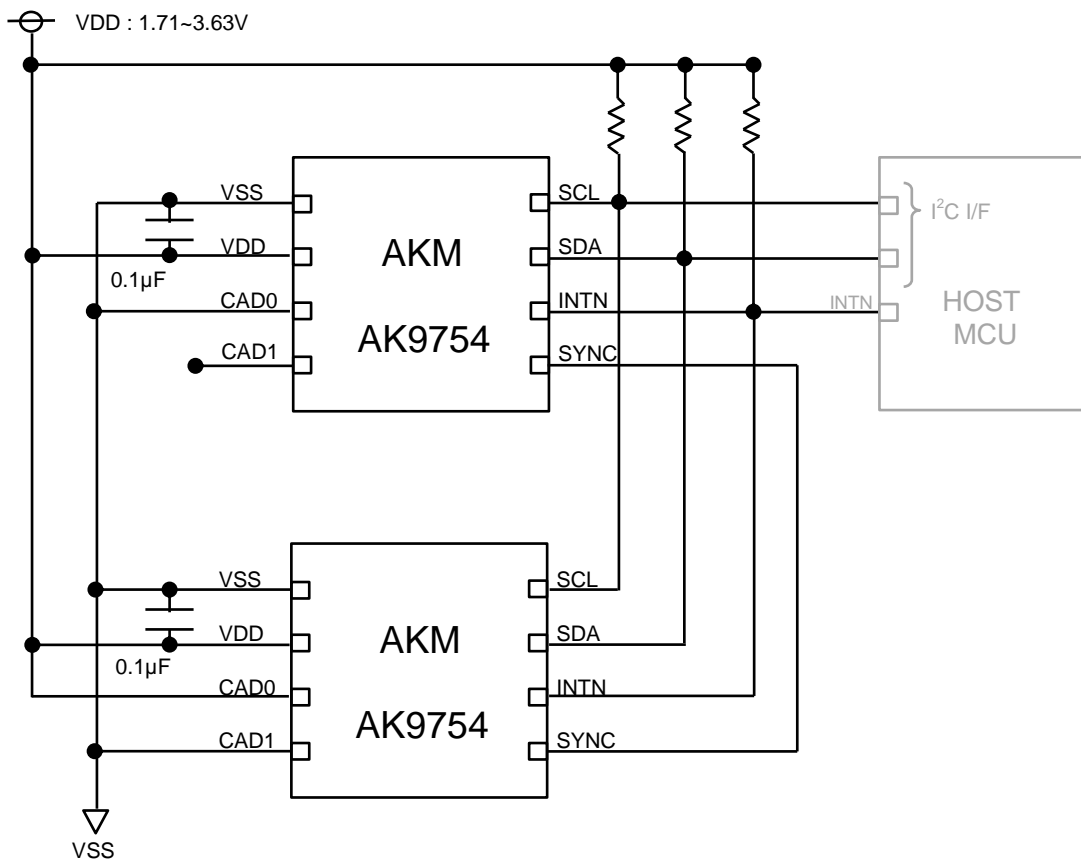 VDD : 1.71~3.63V
VSS
VDD
0.1µF
CAD0
CAD1
AKM
AK9754
SCL
SDA
INTN
SYNC
I²C I/F
INTN
HOST
MCU
VSS
VDD
0.1µF
CAD0
CAD1
AKM
AK9754
SCL
SDA
INTN
SYNC
VSS